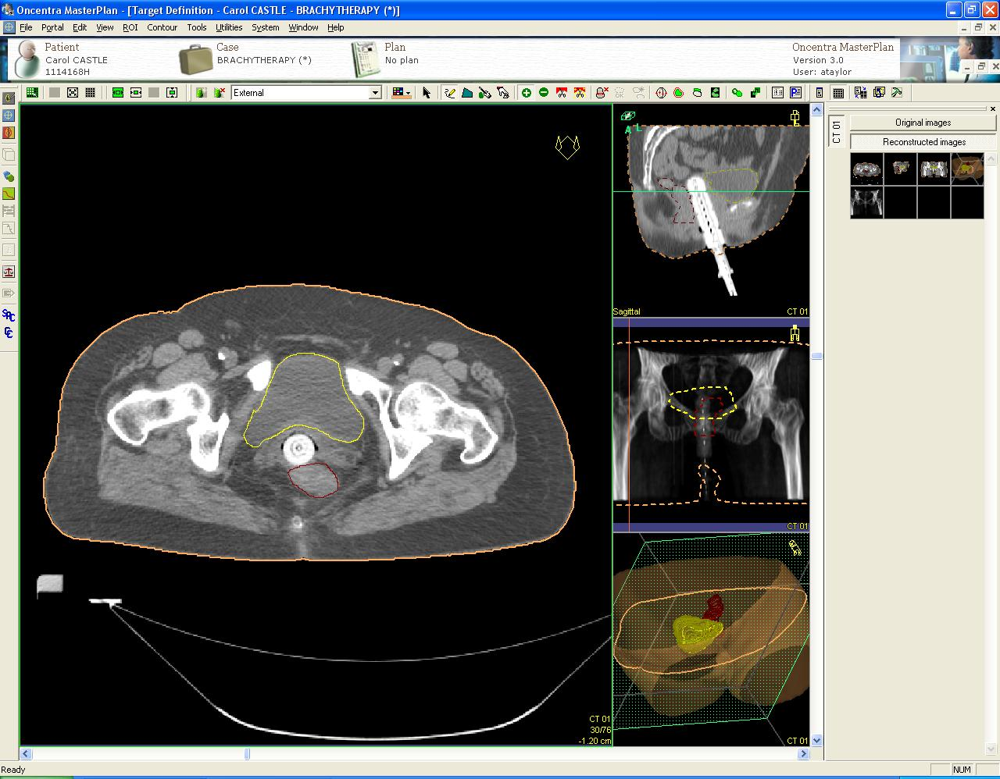 Oncentra MasterPlan - [Target Definition - Carol CASTLE - BRACHYTHERAPY (*)]
File Portal Edit View ROI Contour Tools Utilities System Window Help
Patient
Carol CASTLE
1114168H
Case
BRACHYTHERAPY (*)
Plan
No plan
Oncentra MasterPlan
Version 3.0
User: ataylor
External
A L
Sagittal
CT 01
CT 01
CT 01
CT 01
30/76
-1.20 cm
CT 01
Original images
Reconstructed images
Ready
NUM